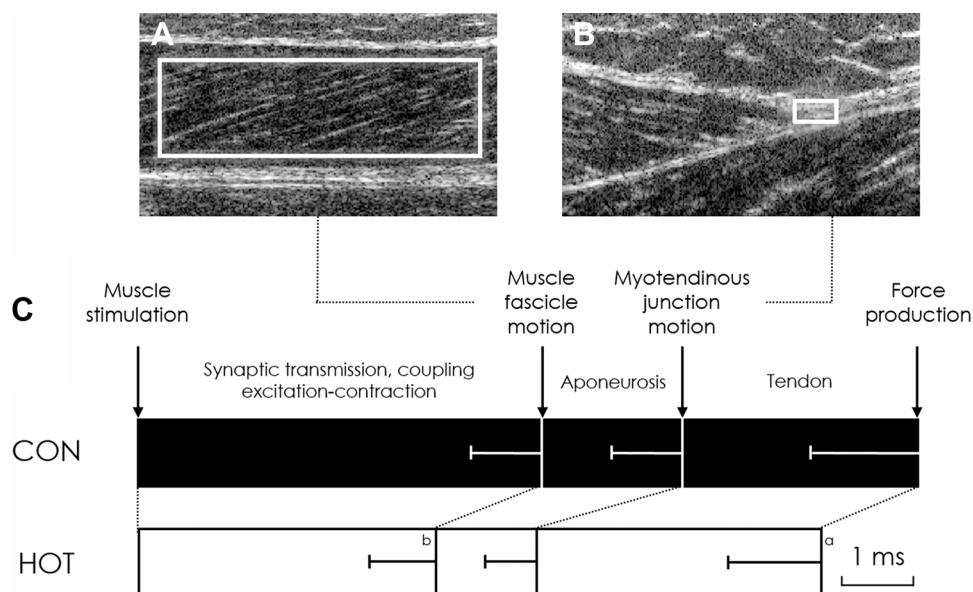 A
B
C
Muscle
stimulation
Muscle
fascicle
motion
Myotendinous
junction
motion
Force
production
Synaptic transmission, coupling
excitation-contraction
Aponeurosis
Tendon
CON
HOT
b
a
1 ms